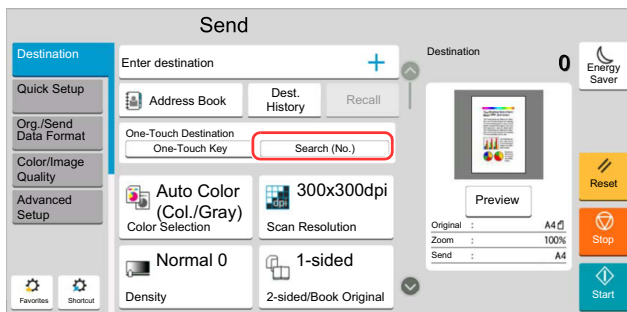 Send
Destination
Quick Setup
Org./Send
Data Format
Color/Image
Quality
Advanced
Setup
Favorites
Shortcut
Enter destination
Address Book
Dest.
History
Recall
One-Touch Destination
One-Touch Key
Search (No.)
Auto Color
(Col./Gray)
Color Selection
dpi
300x300dpi
Scan Resolution
Normal 0
Density
1-sided
2-sided/Book Original
Destination
0
Preview
Original : A4
Zoom : 100%
Send : A4
Energy
Saver
Reset
Stop
Start